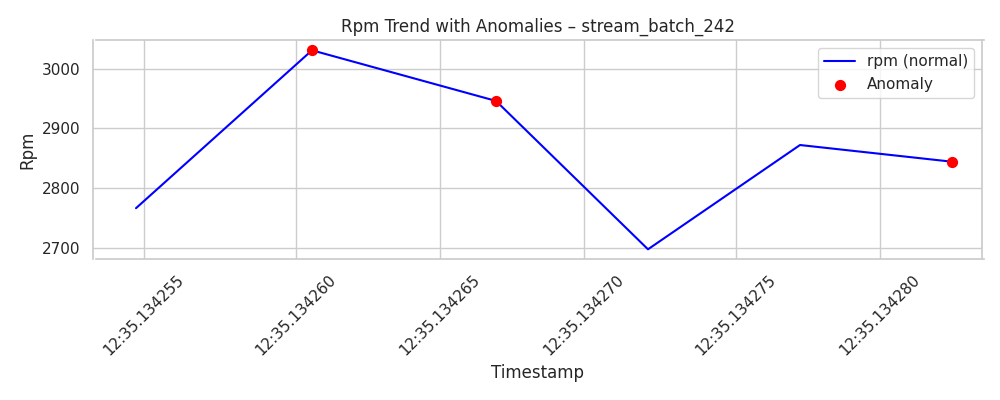 Rpm Trend with Anomalies – stream_batch_242
rpm (normal)
Anomaly
Rpm
3000
2900
2800
2700
12:35.134255
12:35.134260
12:35.134265
12:35.134270
12:35.134275
12:35.134280
Timestamp